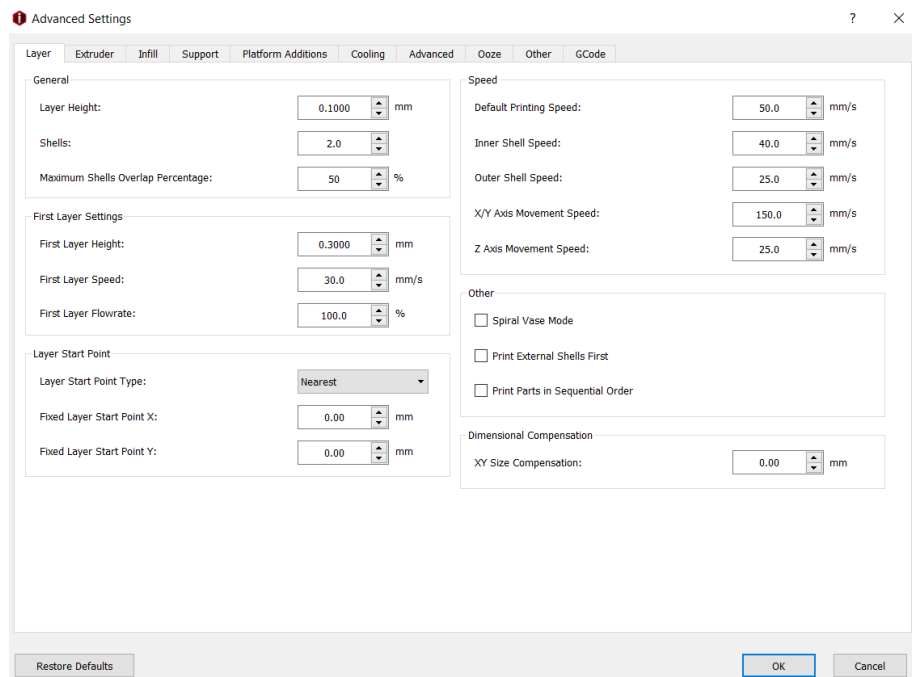 Advanced Settings
?
Layer Extruder Infill Support Platform Additions Cooling Advanced Ooze Other GCode
General
Layer Height: 0.1000 mm
Shells: 2.0
Maximum Shells Overlap Percentage: 50 %
First Layer Settings
First Layer Height: 0.3000 mm
First Layer Speed: 30.0 mm/s
First Layer Flowrate: 100.0 %
Layer Start Point
Layer Start Point Type: Nearest
Fixed Layer Start Point X: 0.00 mm
Fixed Layer Start Point Y: 0.00 mm
Speed
Default Printing Speed: 50.0 mm/s
Inner Shell Speed: 40.0 mm/s
Outer Shell Speed: 25.0 mm/s
X/Y Axis Movement Speed: 150.0 mm/s
Z Axis Movement Speed: 25.0 mm/s
Other
Spiral Vase Mode
Print External Shells First
Print Parts in Sequential Order
Dimensional Compensation
XY Size Compensation: 0.00 mm
Restore Defaults OK Cancel